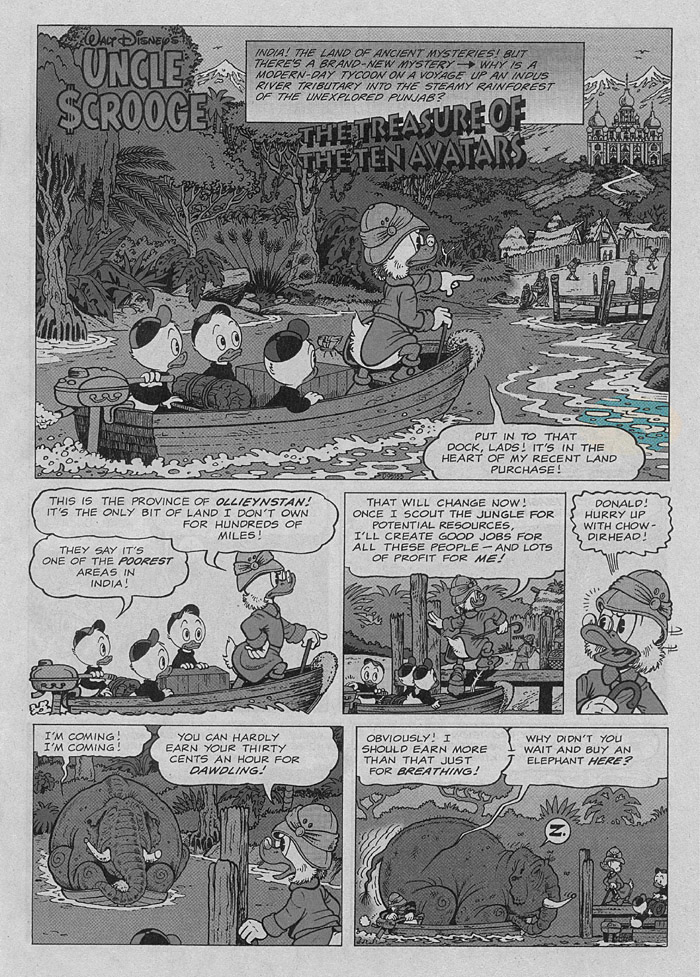 WALT DISNEY'S
UNCLE
$CROOGE
INDIA! THE LAND OF ANCIENT MYSTERIES! BUT
THERE'S A BRAND-NEW MYSTERY → WHY IS A
MODERN-DAY TYCOON ON A VOYAGE UP AN INDUS
RIVER TRIBUTARY INTO THE STEAMY RAINFOREST
OF THE UNEXPLORED PUNJAB?
THE TREASURE OF
THE TEN AVATARS
PUT IN TO THAT
DOCK, LADS! IT'S IN THE
HEART OF MY RECENT LAND
PURCHASE!
THIS IS THE PROVINCE OF OLLIEYNSTAN!
IT'S THE ONLY BIT OF LAND I DON'T OWN
FOR HUNDREDS OF
MILES!
THEY SAY IT'S
ONE OF THE POOREST
AREAS IN
INDIA!
THAT WILL CHANGE NOW!
ONCE I SCOUT THE JUNGLE FOR
POTENTIAL RESOURCES,
I'LL CREATE GOOD JOBS FOR
ALL THESE PEOPLE — AND LOTS
OF PROFIT FOR ME!
DONALD!
HURRY UP
WITH CHOW-
DIRHEAD!
I'M COMING!
I'M COMING!
YOU CAN HARDLY
EARN YOUR THIRTY
CENTS AN HOUR FOR
DAWDLING!
OBVIOUSLY! I
SHOULD EARN MORE
THAN THAT JUST
FOR BREATHING!
WHY DIDN'T YOU
WAIT AND BUY AN
ELEPHANT HERE?
Z.